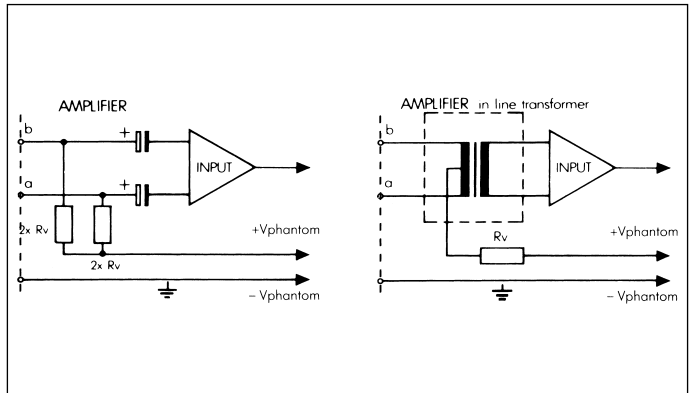 AMPLIFIER
b
+
INPUT
a
+
2x Rv
2x Rv
+Vphantom
– Vphantom
AMPLIFIER in line transformer
b
INPUT
a
Rv
+Vphantom
– Vphantom